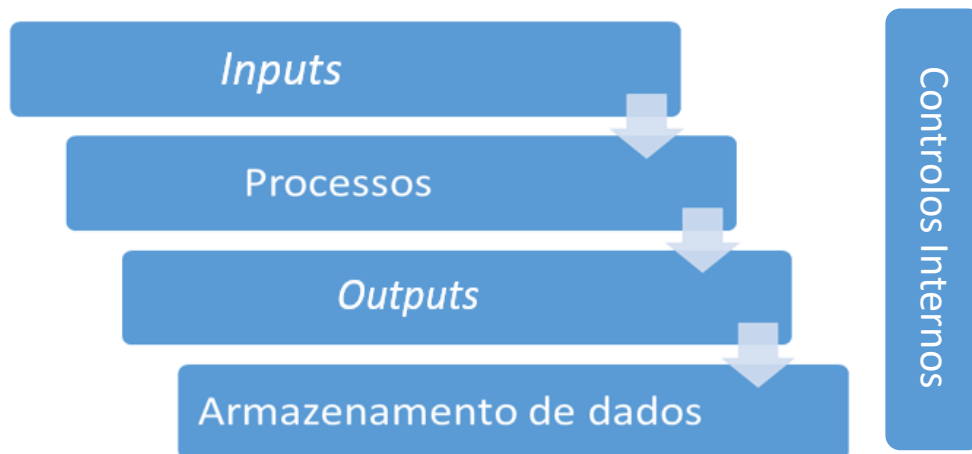 Inputs
Processos
Outputs
Armazenamento de dados
Controlos Internos